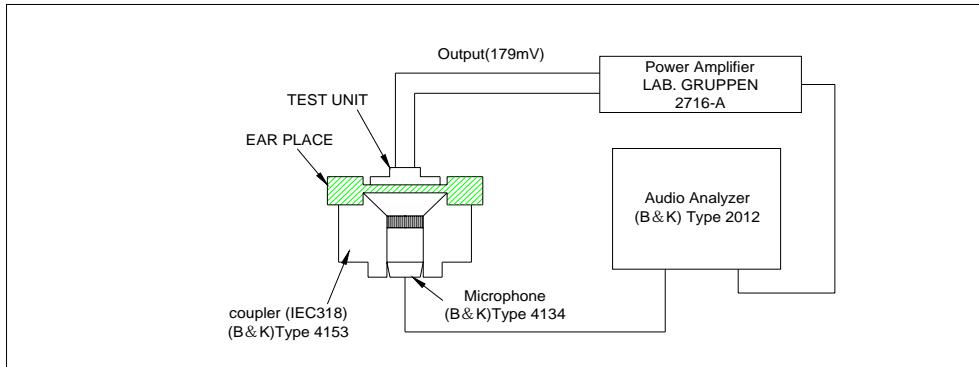 Output(179mV)
Power Amplifier
LAB. GRUPPEN
2716-A
TEST UNIT
EAR PLACE
Audio Analyzer
(B&K) Type 2012
Microphone
(B&K)Type 4134
coupler (IEC318)
(B&K)Type 4153